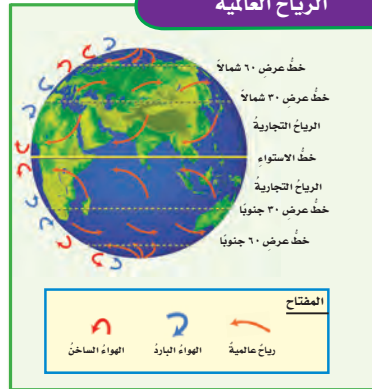 الرياح العالمية
خطُّ عرضِ ٦٠ شمالاً
خطُّ عرضِ ٣٠ شمالاً
الرياحُ التجاريةُ
خطُّ الاستواءِ
الرياحُ التجاريةُ
خطُّ عرضِ ٣٠ جنوبًا
خطُّ عرضِ ٦٠ جنوبًا
المفتاح
رياحُ عالميةُ
الهواءُ الباردُ
الهواءُ الساخنُ